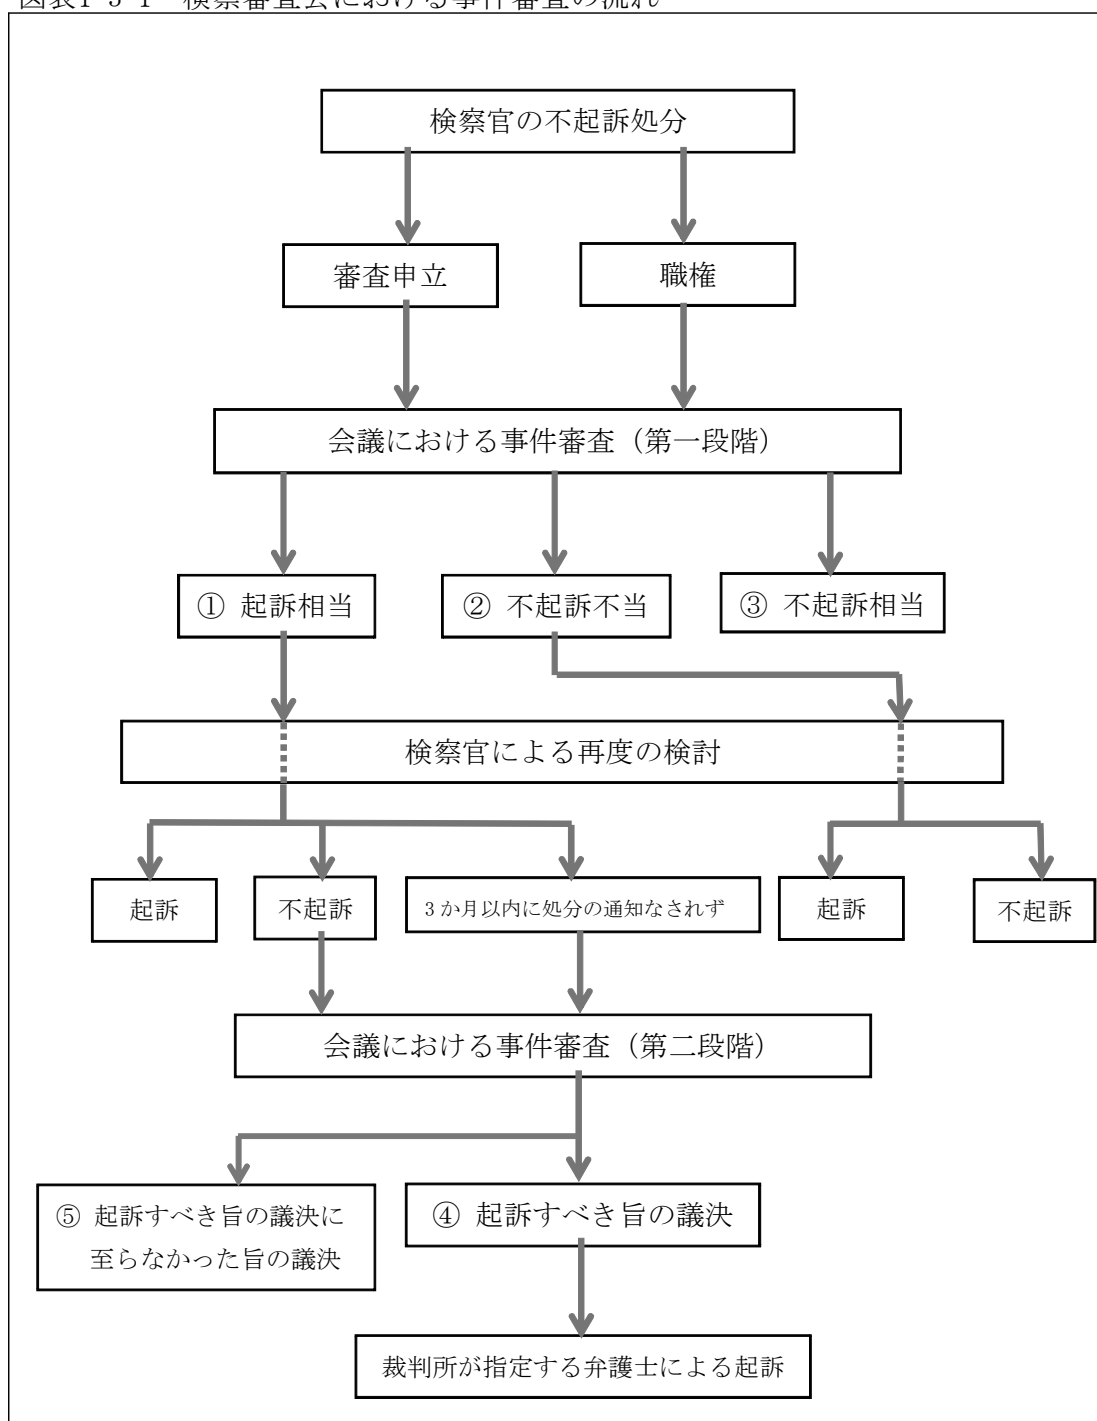 図表1-3-1 検察審査会における事件審査の流れ
検察官の不起訴処分
審査申立
職権
会議における事件審査（第一段階）
① 起訴相当
② 不起訴不当
③ 不起訴相当
検察官による再度の検討
起訴
不起訴
３か月以内に処分の通知なされず
起訴
不起訴
会議における事件審査（第二段階）
⑤ 起訴すべき旨の議決に
至らなかった旨の議決
④ 起訴すべき旨の議決
裁判所が指定する弁護士による起訴